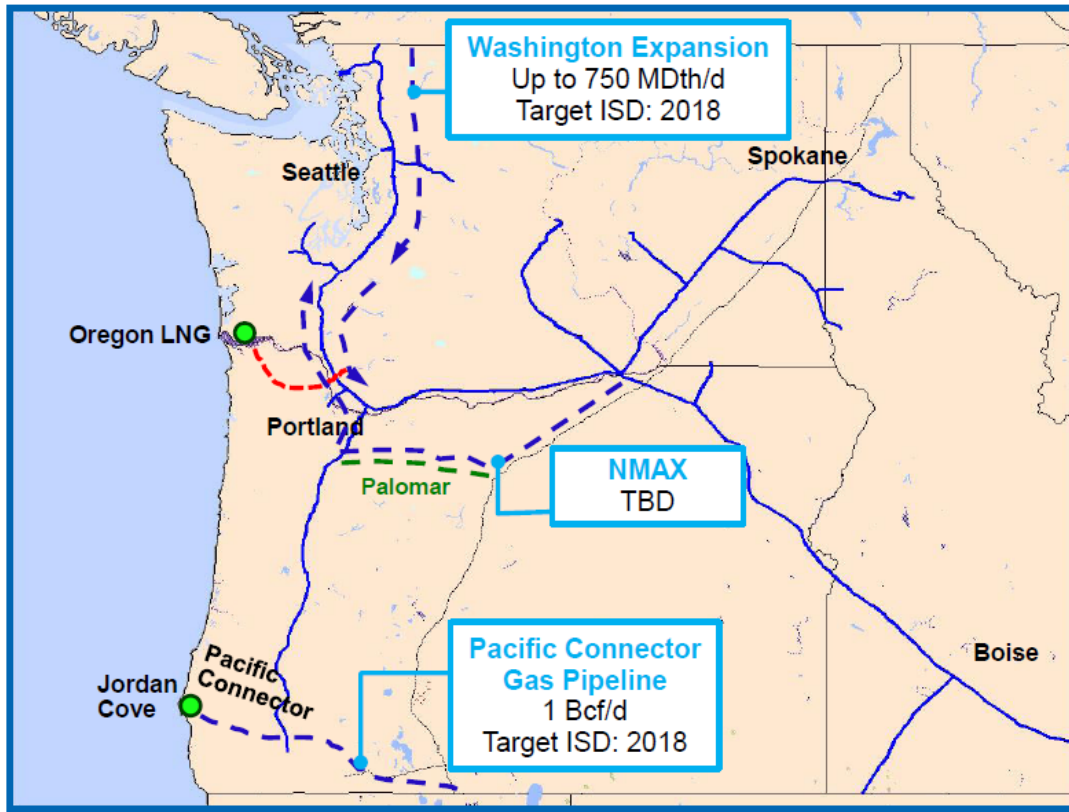 Washington Expansion
Up to 750 MDth/d
Target ISD: 2018
Seattle
Spokane
Oregon LNG
Portland
Palomar
NMAX
TBD
Pacific Connector
Gas Pipeline
1 Bcf/d
Target ISD: 2018
Boise
Pacific
Connector
Jordan
Cove